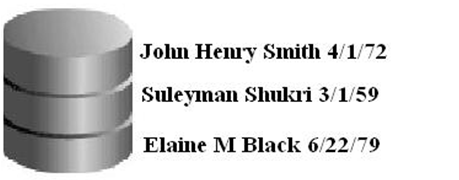 John Henry Smith 4/1/72
Suleyman Shukri 3/1/59
Elaine M Black 6/22/79